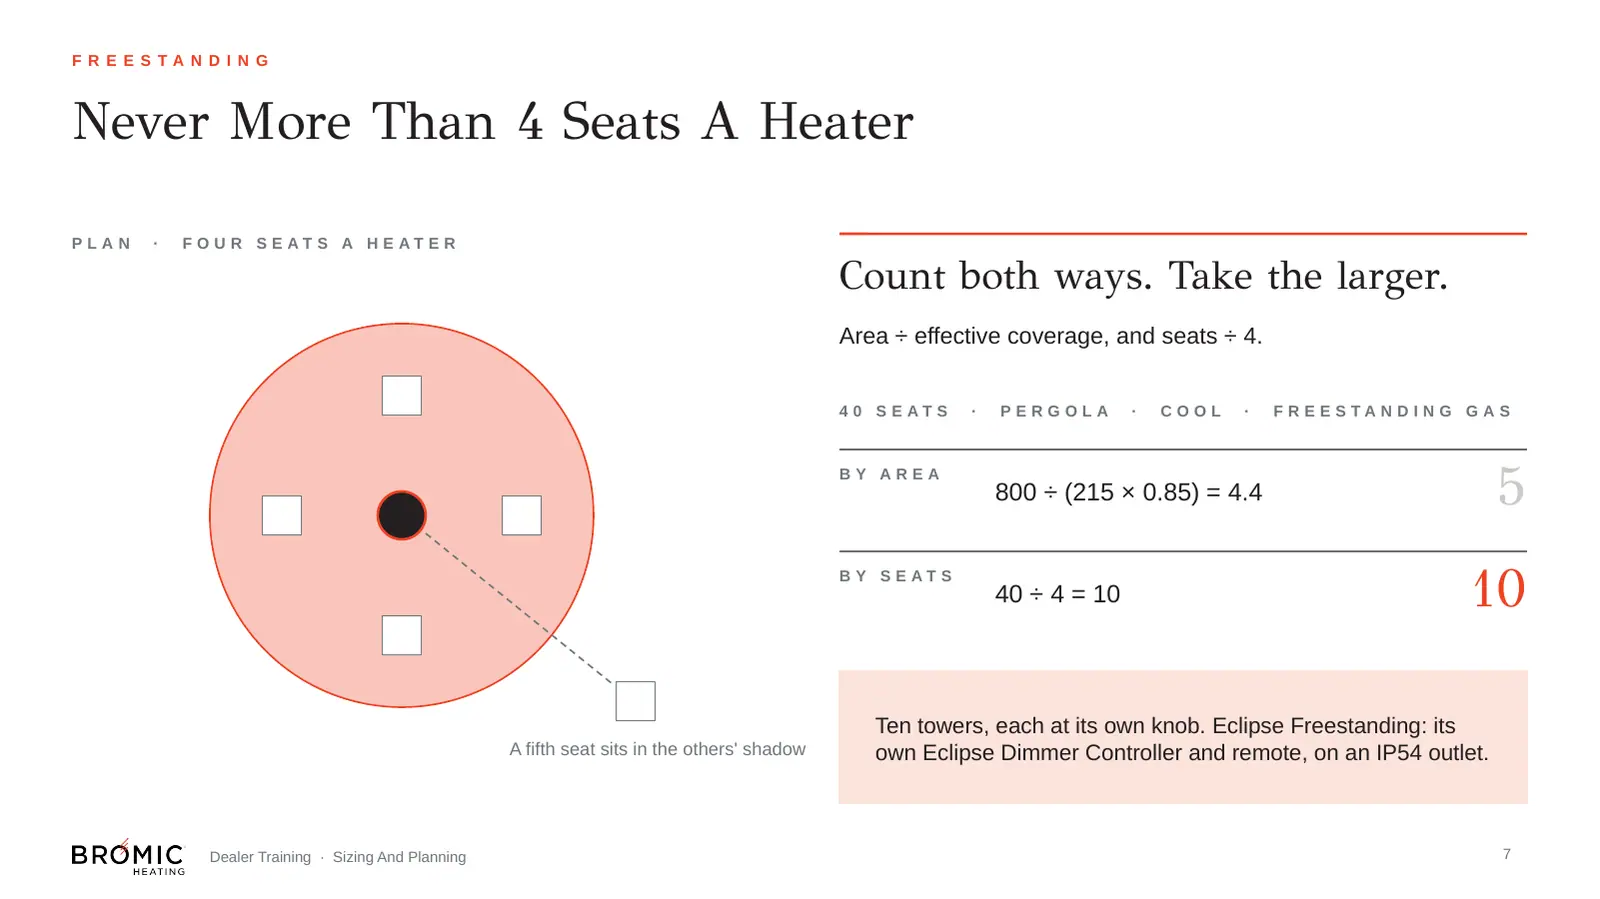 FREESTANDING
Never More Than 4 Seats A Heater
PLAN · FOUR SEATS A HEATER
A fifth seat sits in the others' shadow
Count both ways. Take the larger.
Area ÷ effective coverage, and seats ÷ 4.
40 SEATS · PERGOLA · COOL · FREESTANDING GAS
BY AREA 800 ÷ (215 × 0.85) = 4.4 5
BY SEATS 40 ÷ 4 = 10 10
Ten towers, each at its own knob. Eclipse Freestanding: its
own Eclipse Dimmer Controller and remote, on an IP54 outlet.
BROMIC
HEATING
Dealer Training · Sizing And Planning
7